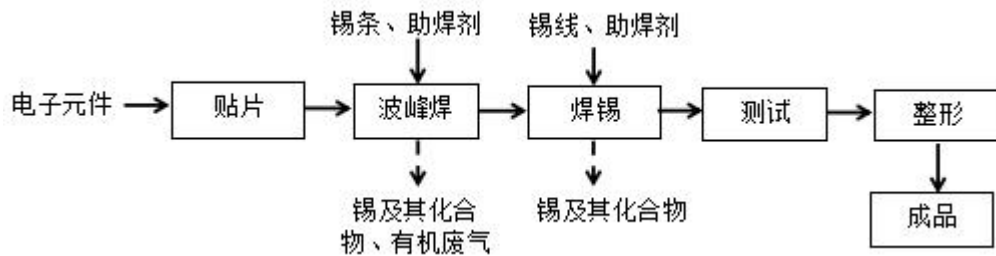 锡条、助焊剂
锡线、助焊剂
电子元件
贴片
波峰焊
焊锡
测试
整形
锡及其化合
物、有机废气
锡及其化合物
成品